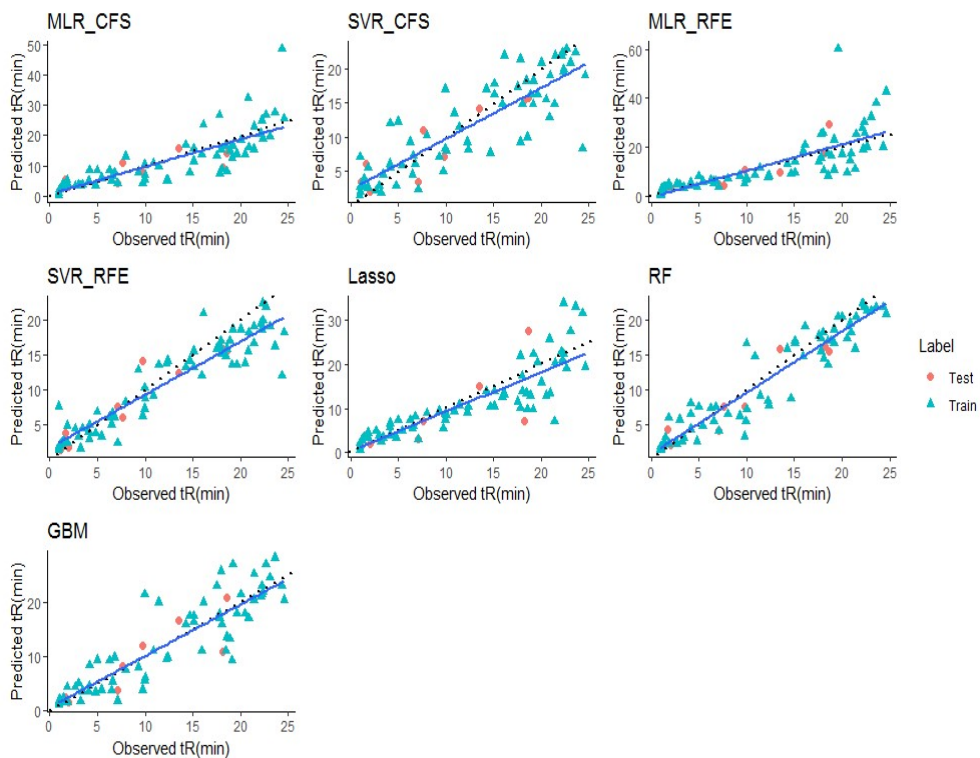 MLR_CFS
SVR_CFS
MLR_RFE
Predicted tR(min)
50
40
30
20
10
0
0 5 10 15 20 25
Observed tR(min)
Predicted tR(min)
20
15
10
5
0 5 10 15 20 25
Observed tR(min)
Predicted tR(min)
60
40
20
0
0 5 10 15 20 25
Observed tR(min)
SVR_RFE
Lasso
RF
Predicted tR(min)
20
15
10
5
0 5 10 15 20 25
Observed tR(min)
Predicted tR(min)
30
20
10
0
0 5 10 15 20 25
Observed tR(min)
Predicted tR(min)
20
15
10
5
0 5 10 15 20 25
Observed tR(min)
Label
Test
Train
GBM
Predicted tR(min)
20
10
0
0 5 10 15 20 25
Observed tR(min)